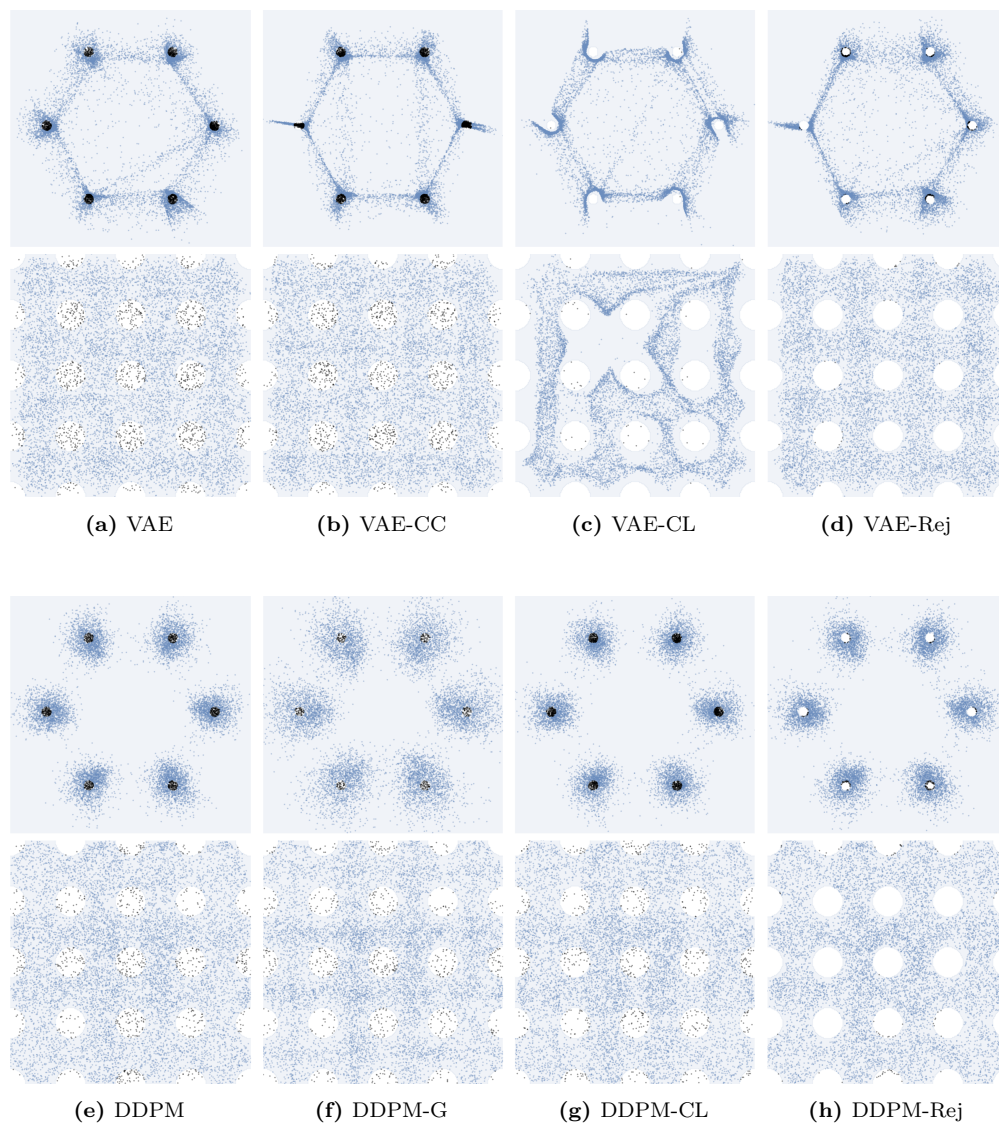 (a) VAE
(b) VAE-CC
(c) VAE-CL
(d) VAE-Rej
(e) DDPM
(f) DDPM-G
(g) DDPM-CL
(h) DDPM-Rej